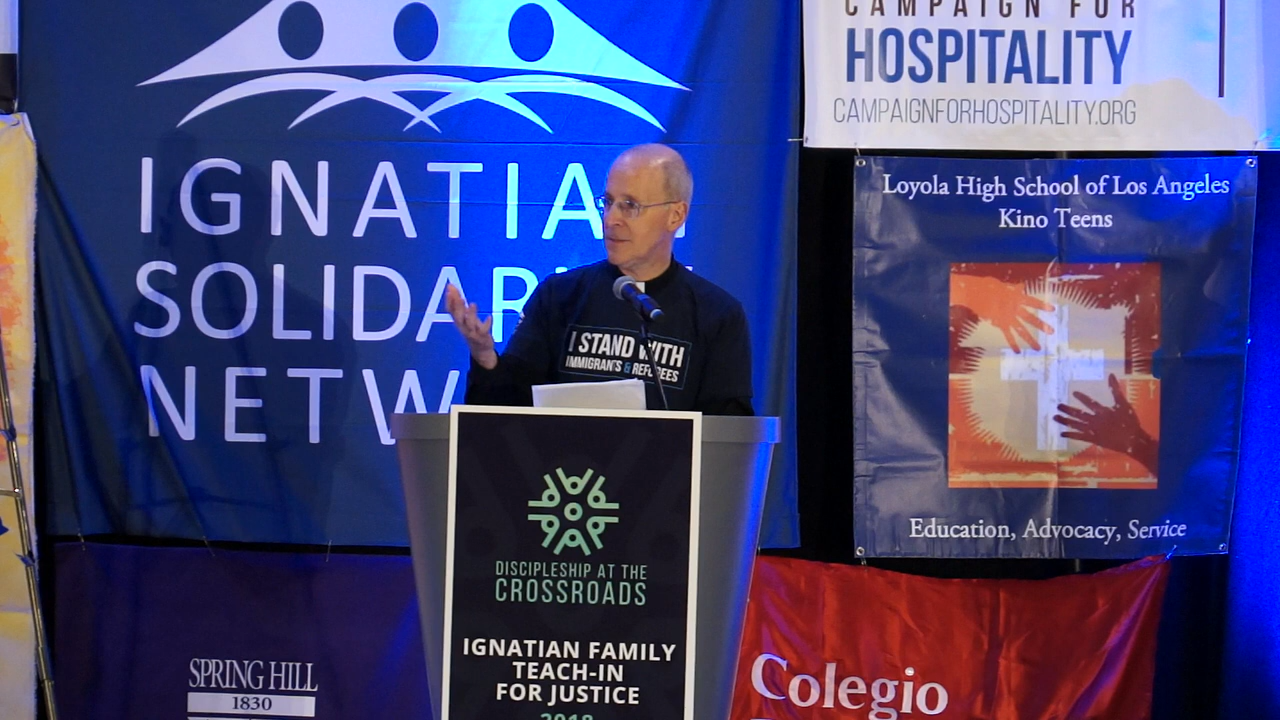 IGNATIA
SOLIDAR
NETW
CAMPAIGN FOR
HOSPITALITY
CAMPAIGNFORHOSPITALITY.ORG
Loyola High School of Los Angeles
Kino Teens
Education, Advocacy, Service
I STAND WITH
IMMIGRANTS & REFUGEES
DISCIPLESHIP AT THE
CROSSROADS
IGNATIAN FAMILY
TEACH-IN
FOR JUSTICE
2018
SPRING HILL
1830
Colegio